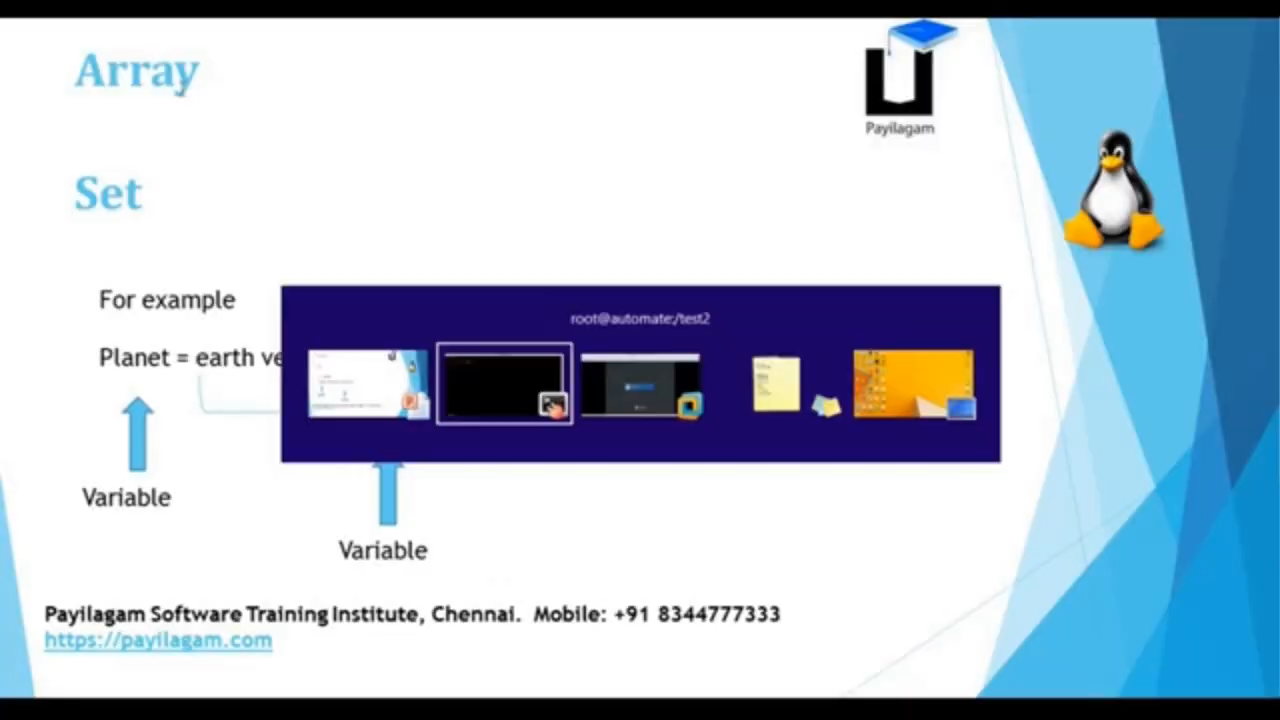 Array
Payilagam
Set
For example
root@automate:/test2
Planet = earth ve
Variable
Variable
Payilagam Software Training Institute, Chennai. Mobile: +91 8344777333
https://payilagam.com